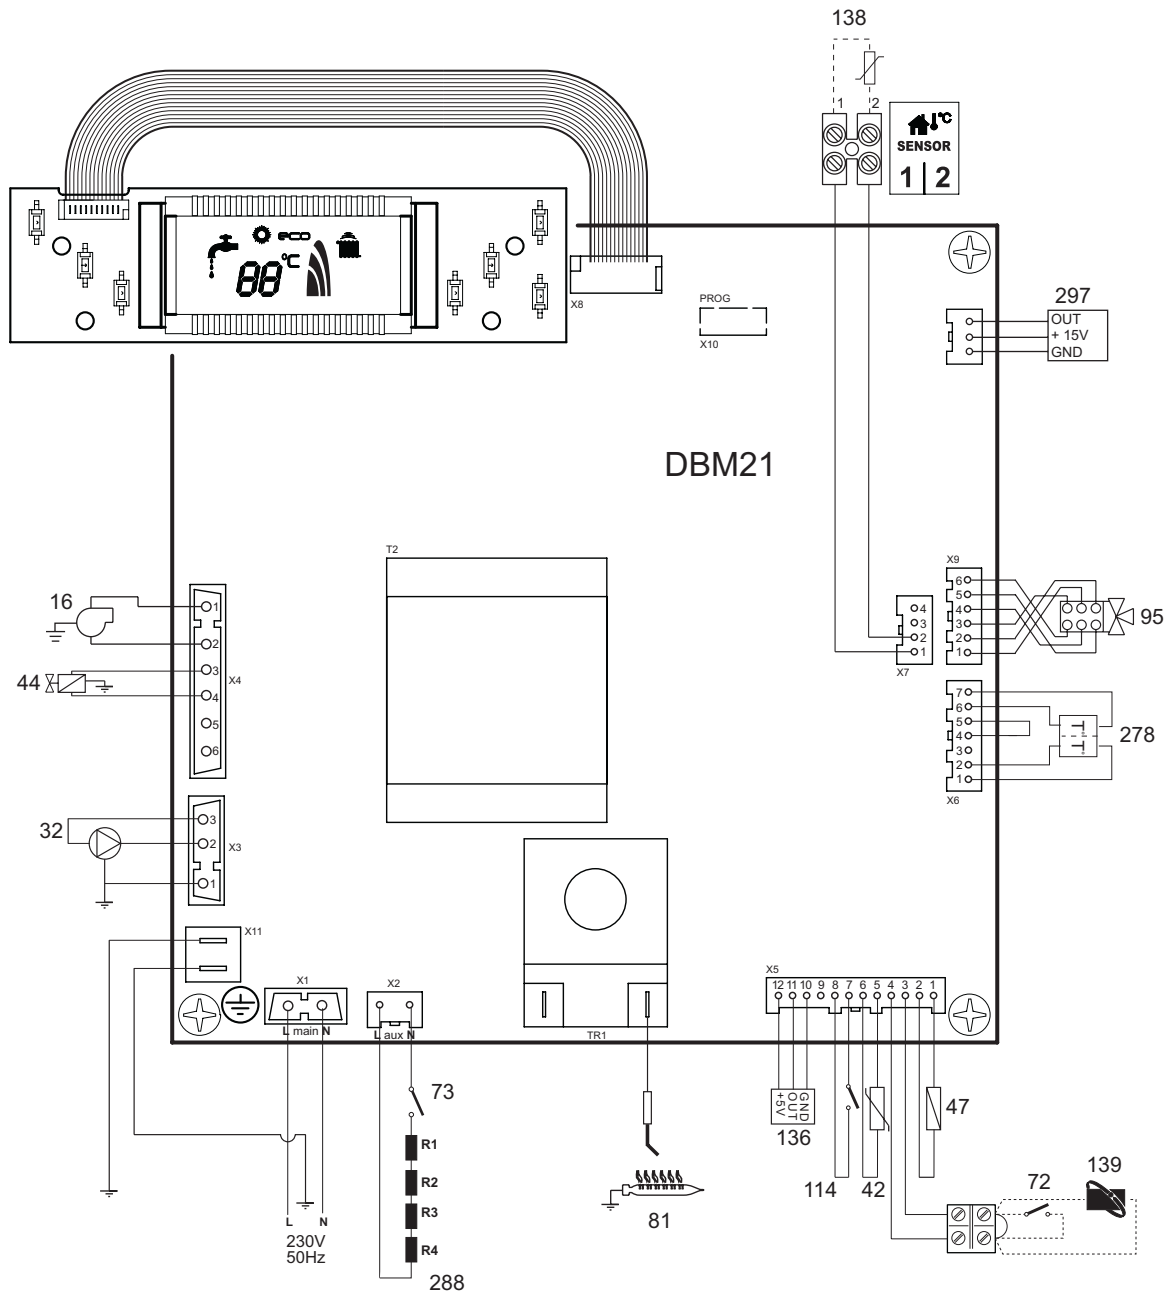 138
1 2
°C
SENSOR
1 2
eco
88 °C
X8
PROG
X10
297
OUT
+ 15V
GND
DBM21
T2
X9
6
5
4
3
2
1
95
4
3
2
1
X7
16
44
1
2
3
4
5
6
X4
7
6
5
4
3
2
1
X6
278
32
3
2
1
X3
X11
X1
L main N
X2
L aux N
TR1
X5
12 11 10 9 8 7 6 5 4 3 2 1
73
R1
R2
R3
R4
288
L N
230V
50Hz
81
GND
OUT
+5V
136
114
42
47
72
139